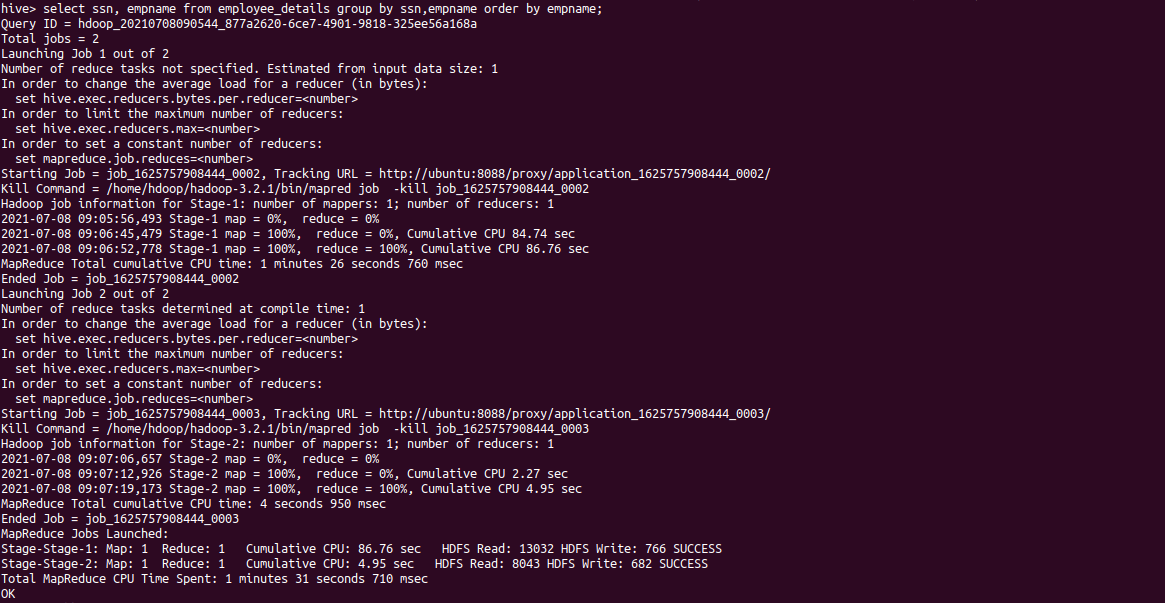 hive> select ssn, empname from employee_details group by ssn,empname order by empname;
Query ID = hdoop_20210708090544_877a2620-6ce7-4901-9818-325ee56a168a
Total jobs = 2
Launching Job 1 out of 2
Number of reduce tasks not specified. Estimated from input data size: 1
In order to change the average load for a reducer (in bytes):
  set hive.exec.reducers.bytes.per.reducer=<number>
In order to limit the maximum number of reducers:
  set hive.exec.reducers.max=<number>
In order to set a constant number of reducers:
  set mapreduce.job.reduces=<number>
Starting Job = job_1625757908444_0002, Tracking URL = http://ubuntu:8088/proxy/application_1625757908444_0002/
Kill Command = /home/hdoop/hadoop-3.2.1/bin/mapred job  -kill job_1625757908444_0002
Hadoop job information for Stage-1: number of mappers: 1; number of reducers: 1
2021-07-08 09:05:56,493 Stage-1 map = 0%,  reduce = 0%
2021-07-08 09:06:45,479 Stage-1 map = 100%,  reduce = 0%, Cumulative CPU 84.74 sec
2021-07-08 09:06:52,778 Stage-1 map = 100%,  reduce = 100%, Cumulative CPU 86.76 sec
MapReduce Total cumulative CPU time: 1 minutes 26 seconds 760 msec
Ended Job = job_1625757908444_0002
Launching Job 2 out of 2
Number of reduce tasks determined at compile time: 1
In order to change the average load for a reducer (in bytes):
  set hive.exec.reducers.bytes.per.reducer=<number>
In order to limit the maximum number of reducers:
  set hive.exec.reducers.max=<number>
In order to set a constant number of reducers:
  set mapreduce.job.reduces=<number>
Starting Job = job_1625757908444_0003, Tracking URL = http://ubuntu:8088/proxy/application_1625757908444_0003/
Kill Command = /home/hdoop/hadoop-3.2.1/bin/mapred job  -kill job_1625757908444_0003
Hadoop job information for Stage-2: number of mappers: 1; number of reducers: 1
2021-07-08 09:07:06,657 Stage-2 map = 0%,  reduce = 0%
2021-07-08 09:07:12,926 Stage-2 map = 100%,  reduce = 0%, Cumulative CPU 2.27 sec
2021-07-08 09:07:19,173 Stage-2 map = 100%,  reduce = 100%, Cumulative CPU 4.95 sec
MapReduce Total cumulative CPU time: 4 seconds 950 msec
Ended Job = job_1625757908444_0003
MapReduce Jobs Launched:
Stage-Stage-1: Map: 1  Reduce: 1   Cumulative CPU: 86.76 sec   HDFS Read: 13032 HDFS Write: 766 SUCCESS
Stage-Stage-2: Map: 1  Reduce: 1   Cumulative CPU: 4.95 sec   HDFS Read: 8043 HDFS Write: 682 SUCCESS
Total MapReduce CPU Time Spent: 1 minutes 31 seconds 710 msec
OK